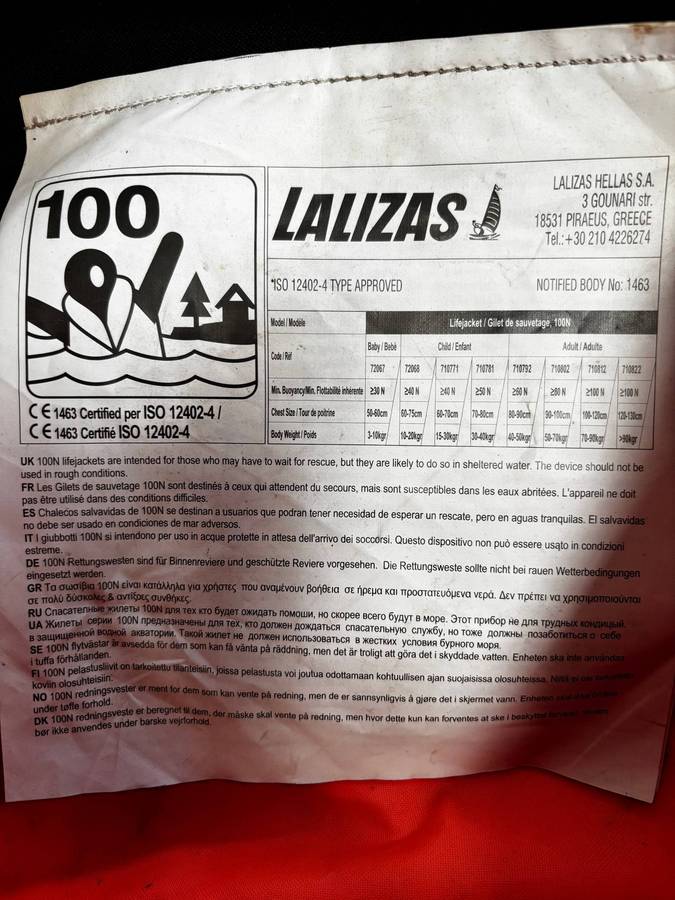 100
LALIZAS
LALIZAS HELLAS S.A.
3 GOUNARI str.
18531 PIRAEUS, GREECE
Tel.:+30 210 4226274
*ISO 12402-4 TYPE APPROVED NOTIFIED BODY No: 1463
Model / Modèle Lifejacket / Gilet de sauvetage, 100N
Baby / Bebè Child / Enfant Adult / Adulte
Code / Réf 72067 72068 710771 710781 710792 710802 710812 710822
Min. Buoyancy/Min. Flottabilité inhérente ≥30 N ≥40 N ≥40 N ≥50 N ≥60 N ≥80 N ≥100 N ≥100 N
Chest Size / Tour de poitrine 50-60cm 60-75cm 60-70cm 70-80cm 80-90cm 90-100cm 100-120cm 120-130cm
Body Weight / Poids 3-10kgr 10-20kgr 15-30kgr 30-40kgr 40-50kgr 50-70kgr 70-90kgr >90kgr
CE 1463 Certified per ISO 12402-4 /
CE 1463 Certifié ISO 12402-4
UK 100N lifejackets are intended for those who may have to wait for rescue, but they are likely to do so in sheltered water. The device should not be
used in rough conditions.
FR Les Gilets de sauvetage 100N sont destinés à ceux qui attendent du secours, mais sont susceptibles dans les eaux abritées. L'appareil ne doit
pas être utilisé dans des conditions difficiles.
ES Chalecos salvavidas de 100N se destinan a usuarios que podran tener necesidad de esperar un rescate, pero en aguas tranquilas. El salvavidas
no debe ser usado en condiciones de mar adversos.
IT I giubbotti 100N si intendono per uso in acque protette in attesa dell'arrivo dei soccorsi. Questo dispositivo non può essere usąto in condizioni
estreme.
DE 100N Rettungswesten sind für Binnenreviere und geschützte Reviere vorgesehen. Die Rettungsweste sollte nicht bei rauen Wetterbedingungen
eingesetzt werden.
GR Τα σωσίβια 100N είναι κατάλληλα για χρήστες που αναμένουν βοήθεια σε ήρεμα και προστατευόμενα νερά. Δεν πρέπει να χρησιμοποιούνται
σε πολύ δύσκολες & αντίξοες συνθήκες.
RU Спасательные жилеты 100N для тех кто будет ожидать помоши, но скорее всего будут в море. Этот прибор не для трудных кондиций.
UA Жилеты серии 100N предназначены для тех, кто должен дождаться спасательную службу, но тоже должны позаботиться о себе
в защищенной водной акватории. Такой жилет не должен использоваться в жестких условия бурного моря.
SE 100N flytvästar är avsedda för dem som kan få vänta på räddning, men det är troligt att göra det i skyddade vatten. Enheten ska inte användas
i tuffa förhållanden.
FI 100N pelastusliivit on tarkoitettu tilanteisiin, joissa pelastusta voi joutua odottamaan kohtuullisen ajan suojaisissa olosuhteissa.
koviin olosuhteisiin.
NO 100N redningsvester er ment for dem som kan vente på redning, men de er sannsynligvis å gjøre det i skjermet vann. Enheten
under tøffe forhold.
DK 100N redningsveste er beregnet til dem, der måske skal vente på redning, men hvor dette kun kan forventes at ske i beskyttet
bør ikke anvendes under barske vejrforhold.